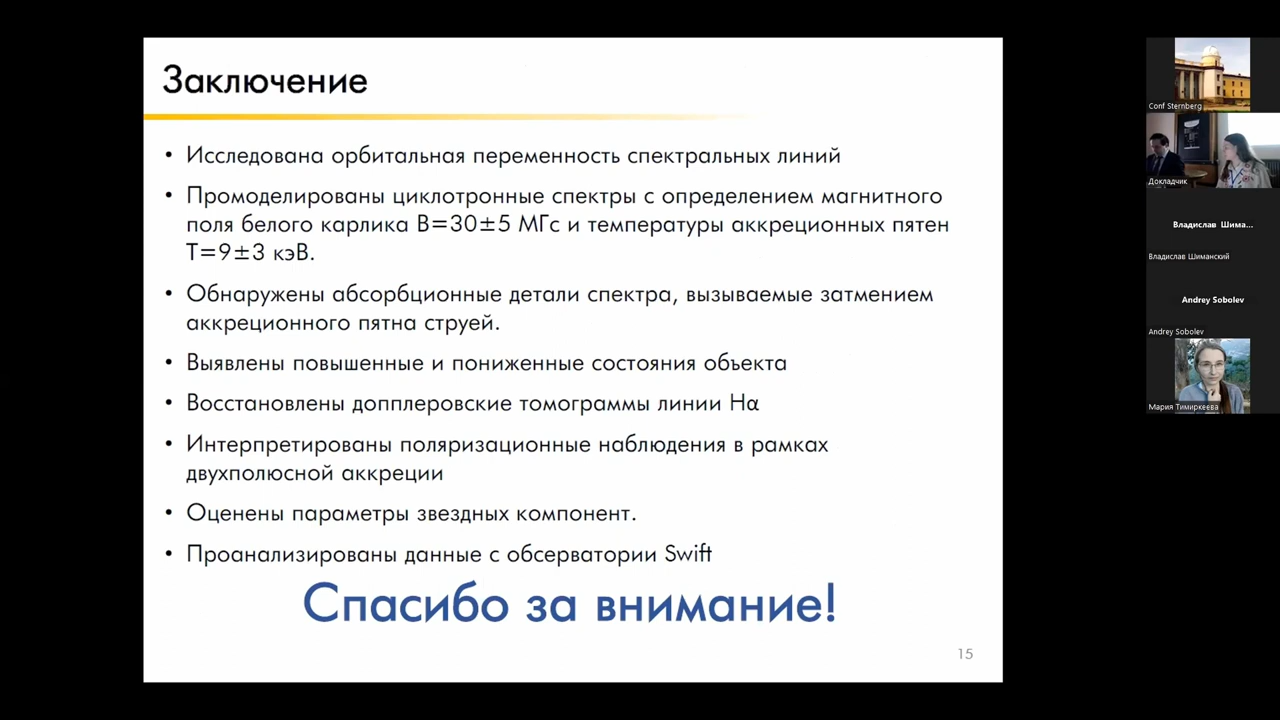 Заключение
• Исследована орбитальная переменность спектральных линий
• Промоделированы циклотронные спектры с определением магнитного
поля белого карлика B=30±5 МГс и температуры аккреционных пятен
T=9±3 кэВ.
• Обнаружены абсорбционные детали спектра, вызываемые затмением
аккреционного пятна струей.
• Выявлены повышенные и пониженные состояния объекта
• Восстановлены допплеровские томограммы линии Hα
• Интерпретированы поляризационные наблюдения в рамках
двухполюсной аккреции
• Оценены параметры звездных компонент.
• Проанализированы данные с обсерватории Swift
Спасибо за внимание!
15
Conf Sternberg
Докладчик
Владислав Шима...
Владислав Шиманский
Andrey Sobolev
Andrey Sobolev
Мария Тимиркеева